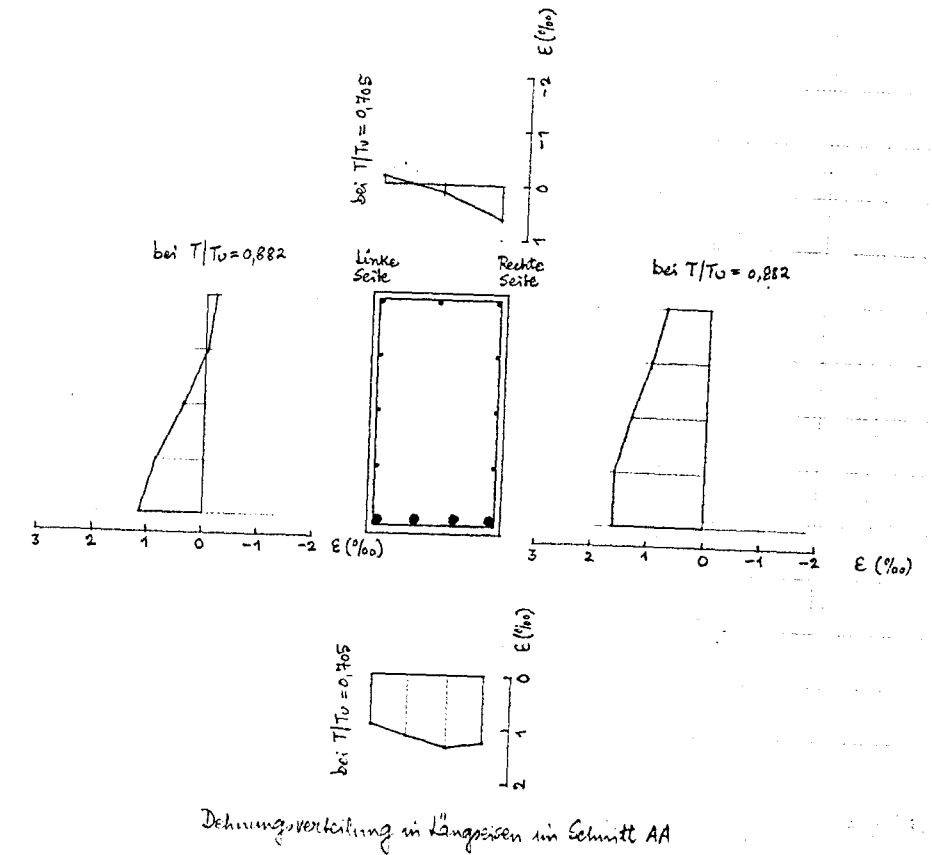 ε (‰)
-2
-1
0
1
bei T/Tu = 0,705
bei T/Tu = 0,882
Linke
Seite
Rechte
Seite
bei T/Tu = 0,882
3 2 1 0 -1 -2 ε (‰)
3 2 1 0 -1 -2 ε (‰)
bei T/Tu = 0,705
ε (‰)
0
1
2
Dehnungsverteilung in Längseisen im Schnitt AA